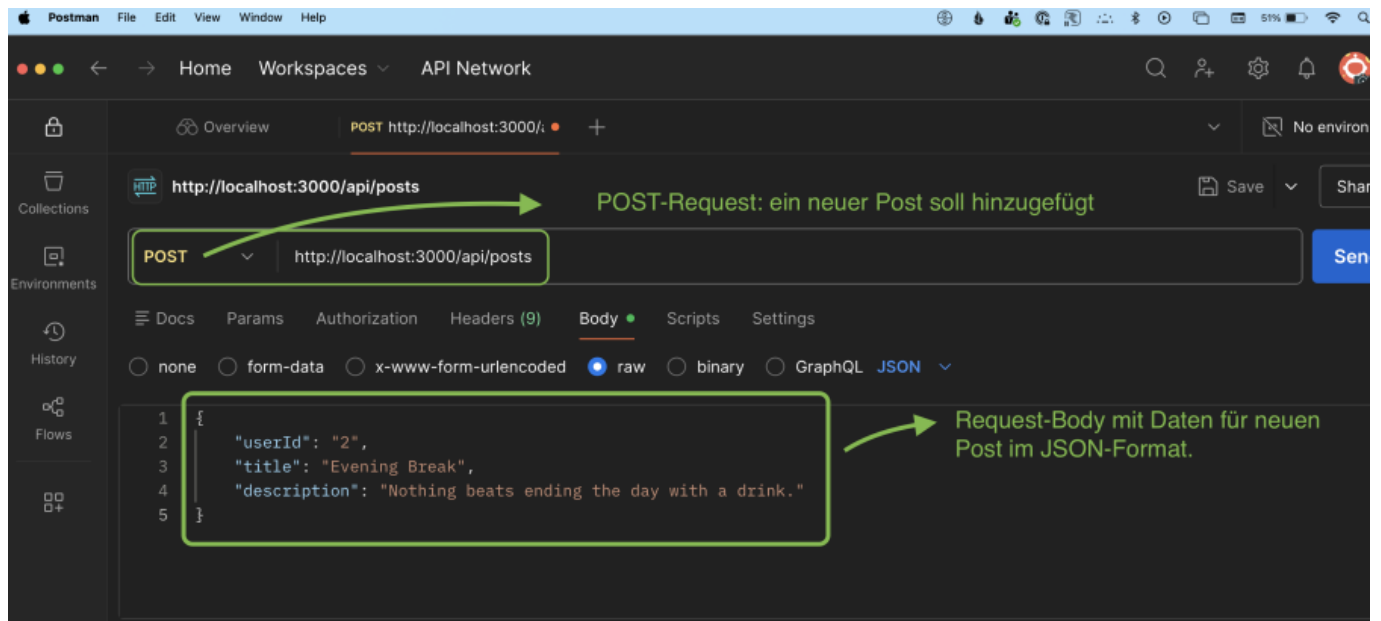 Postman File Edit View Window Help 51%
Home Workspaces API Network
Overview POST http://localhost:3000/a No environ
HTTP http://localhost:3000/api/posts Save Shar
POST-Request: ein neuer Post soll hinzugefügt
POST http://localhost:3000/api/posts Sen
Collections
Environments
History
Flows
Docs Params Authorization Headers (9) Body Scripts Settings
none form-data x-www-form-urlencoded raw binary GraphQL JSON
1 {
2 "userId": "2",
3 "title": "Evening Break",
4 "description": "Nothing beats ending the day with a drink."
5 }
Request-Body mit Daten für neuen
Post im JSON-Format.